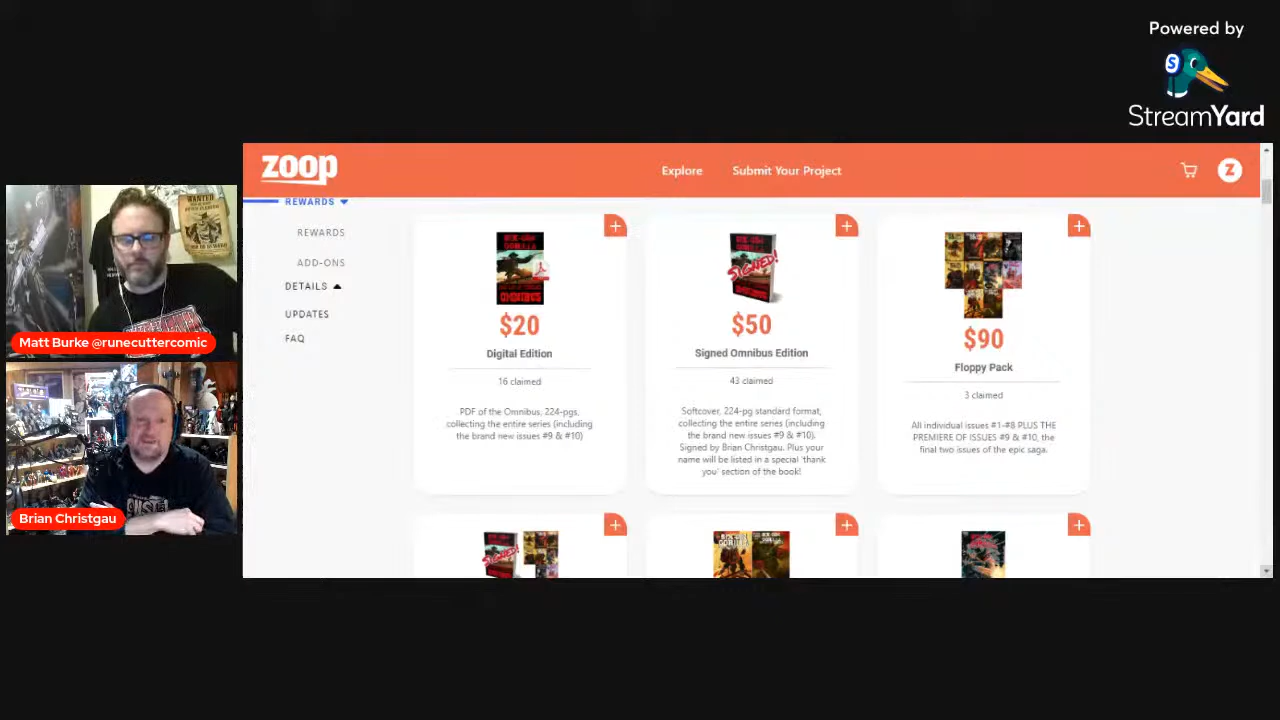 Powered by
S
StreamYard
zoop
Explore
Submit Your Project
Z
REWARDS
REWARDS
ADD-ONS
DETAILS
UPDATES
FAQ
WANTED
Matt Burke @runecuttercomic
Brian Christgau
OMNIBUS
$20
Digital Edition
16 claimed
PDF of the Omnibus, 224-pgs,
collecting the entire series (including
the brand new issues #9 & #10)
SIGNED!
$50
Signed Omnibus Edition
43 claimed
Softcover, 224-pg standard format,
collecting the entire series (including
the brand new issues #9 & #10).
Signed by Brian Christgau. Plus your
name will be listed in a special 'thank
you' section of the book!
$90
Floppy Pack
3 claimed
All individual issues #1-#8 PLUS THE
PREMIERE OF ISSUES #9 & #10, the
final two issues of the epic saga.